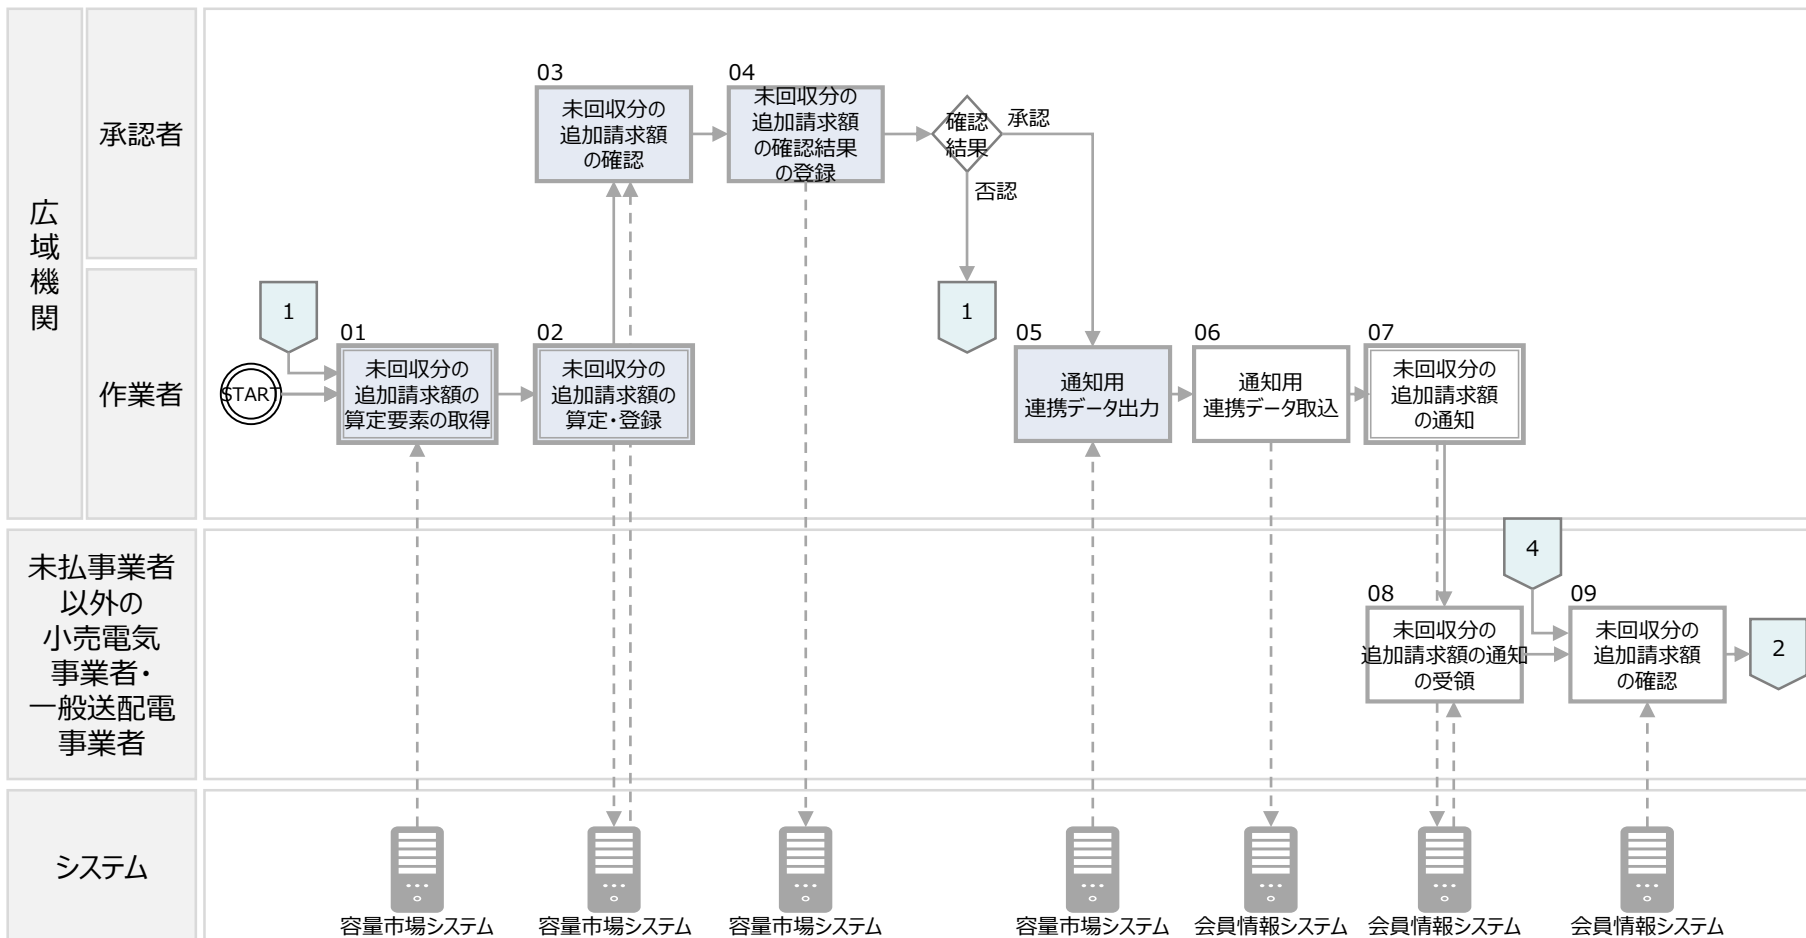 広
域
機
関
承認者
03
未回収分の
追加請求額
の確認
04
未回収分の
追加請求額
の確認結果
の登録
確認
結果
承認
否認
作業者
1
START
01
未回収分の
追加請求額の
算定要素の取得
02
未回収分の
追加請求額の
算定・登録
1
05
通知用
連携データ出力
06
通知用
連携データ取込
07
未回収分の
追加請求額
の通知
未払事業者
以外の
小売電気
事業者・
一般送配電
事業者
08
未回収分の
追加請求額の通知
の受領
4
09
未回収分の
追加請求額
の確認
2
システム
容量市場システム
容量市場システム
容量市場システム
容量市場システム
会員情報システム
会員情報システム
会員情報システム